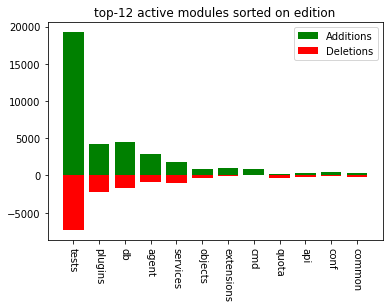 top-12 active modules sorted on edition
Additions
Deletions
20000
15000
10000
5000
0
−5000
tests
plugins
db
agent
services
objects
extensions
cmd
quota
api
conf
common